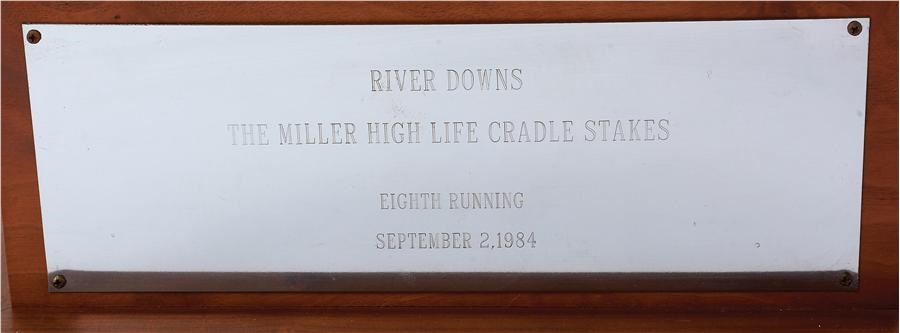 RIVER DOWNS
THE MILLER HIGH LIFE CRADLE STAKES
EIGHTH RUNNING
SEPTEMBER 2,1984